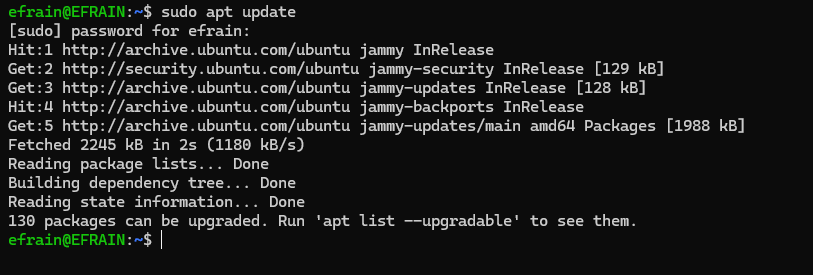 efrain@EFRAIN:~$ sudo apt update
[sudo] password for efrain:
Hit:1 http://archive.ubuntu.com/ubuntu jammy InRelease
Get:2 http://security.ubuntu.com/ubuntu jammy-security InRelease [129 kB]
Get:3 http://archive.ubuntu.com/ubuntu jammy-updates InRelease [128 kB]
Hit:4 http://archive.ubuntu.com/ubuntu jammy-backports InRelease
Get:5 http://archive.ubuntu.com/ubuntu jammy-updates/main amd64 Packages [1988 kB]
Fetched 2245 kB in 2s (1180 kB/s)
Reading package lists... Done
Building dependency tree... Done
Reading state information... Done
130 packages can be upgraded. Run 'apt list --upgradable' to see them.
efrain@EFRAIN:~$